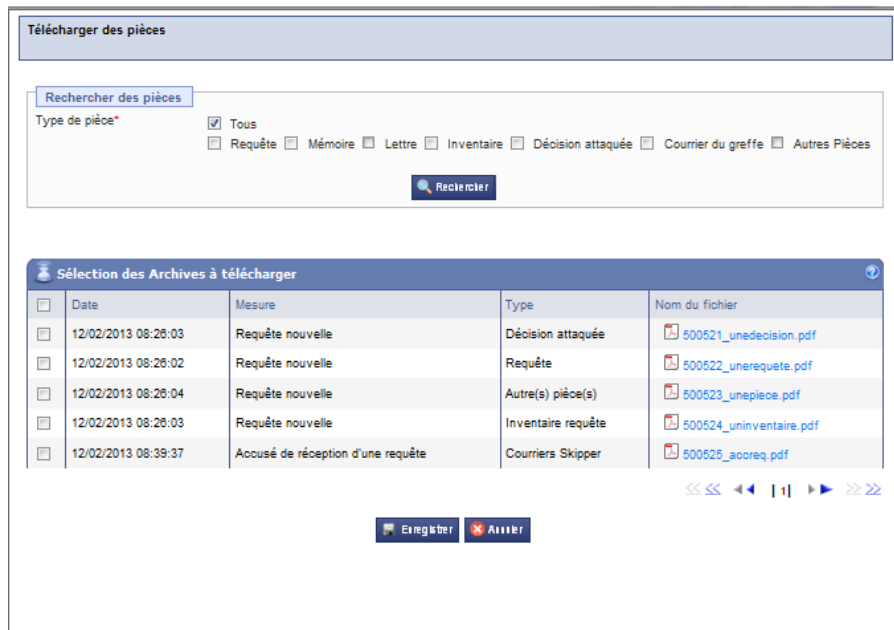 Télécharger des pièces
Rechercher des pièces
Type de pièce*
Tous
Requête Mémoire Lettre Inventaire Décision attaquée Courrier du greffe Autres Pièces
Rechercher
Sélection des Archives à télécharger
Date Mesure Type Nom du fichier
12/02/2013 08:26:03 Requête nouvelle Décision attaquée 500521_unedecision.pdf
12/02/2013 08:26:02 Requête nouvelle Requête 500522_unerequete.pdf
12/02/2013 08:26:04 Requête nouvelle Autre(s) pièce(s) 500523_unepiece.pdf
12/02/2013 08:26:03 Requête nouvelle Inventaire requête 500524_uninventaire.pdf
12/02/2013 08:39:37 Accusé de réception d'une requête Courriers Skipper 500525_accreq.pdf
|1|
Enregistrer Annuler